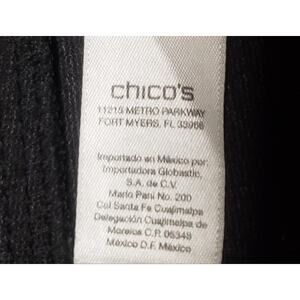 chico's
11215 METRO PARKWAY
FORT MYERS, FL 33966
Importado en México por:
Importadora Globastic,
S.A. de C.V.
Mario Pani No. 200
Col Santa Fe Cuajimalpa
Delegación Cuajimalpa de
Morelos C.P. 05348
México D.F. México